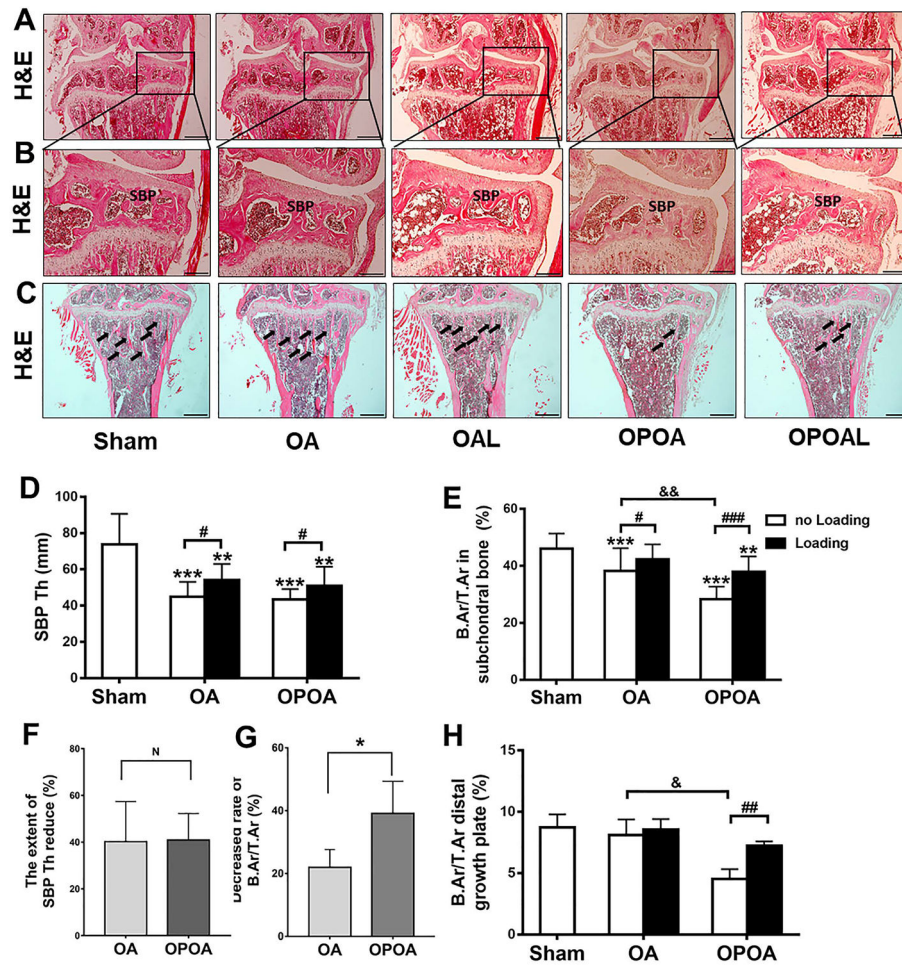 A
H&E
B
H&E
SBP
SBP
SBP
SBP
SBP
C
H&E
Sham
OA
OAL
OPOA
OPOAL
D
SBP Th (mm)
100
80
60
40
20
0
***
#
**
***
#
**
Sham
OA
OPOA
E
B.Ar/T.Ar in
subchondral bone (%)
60
40
20
0
***
#
&&
***
###
**
no Loading
Loading
Sham
OA
OPOA
F
The extent of
SBP Th reduce (%)
80
60
40
20
0
N
OA
OPOA
G
Decreased rate of
B.Ar/T.Ar (%)
60
40
20
0
*
OA
OPOA
H
B.Ar/T.Ar distal
growth plate (%)
15
10
5
0
&
##
Sham
OA
OPOA